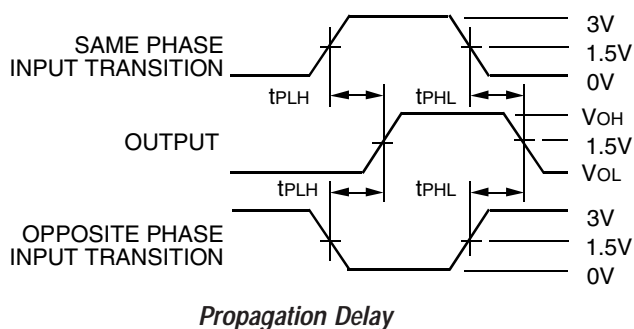 3V
SAME PHASE
INPUT TRANSITION
1.5V
0V
tPLH
tPHL
VOH
OUTPUT
1.5V
VOL
tPLH
tPHL
3V
OPPOSITE PHASE
INPUT TRANSITION
1.5V
0V
Propagation Delay